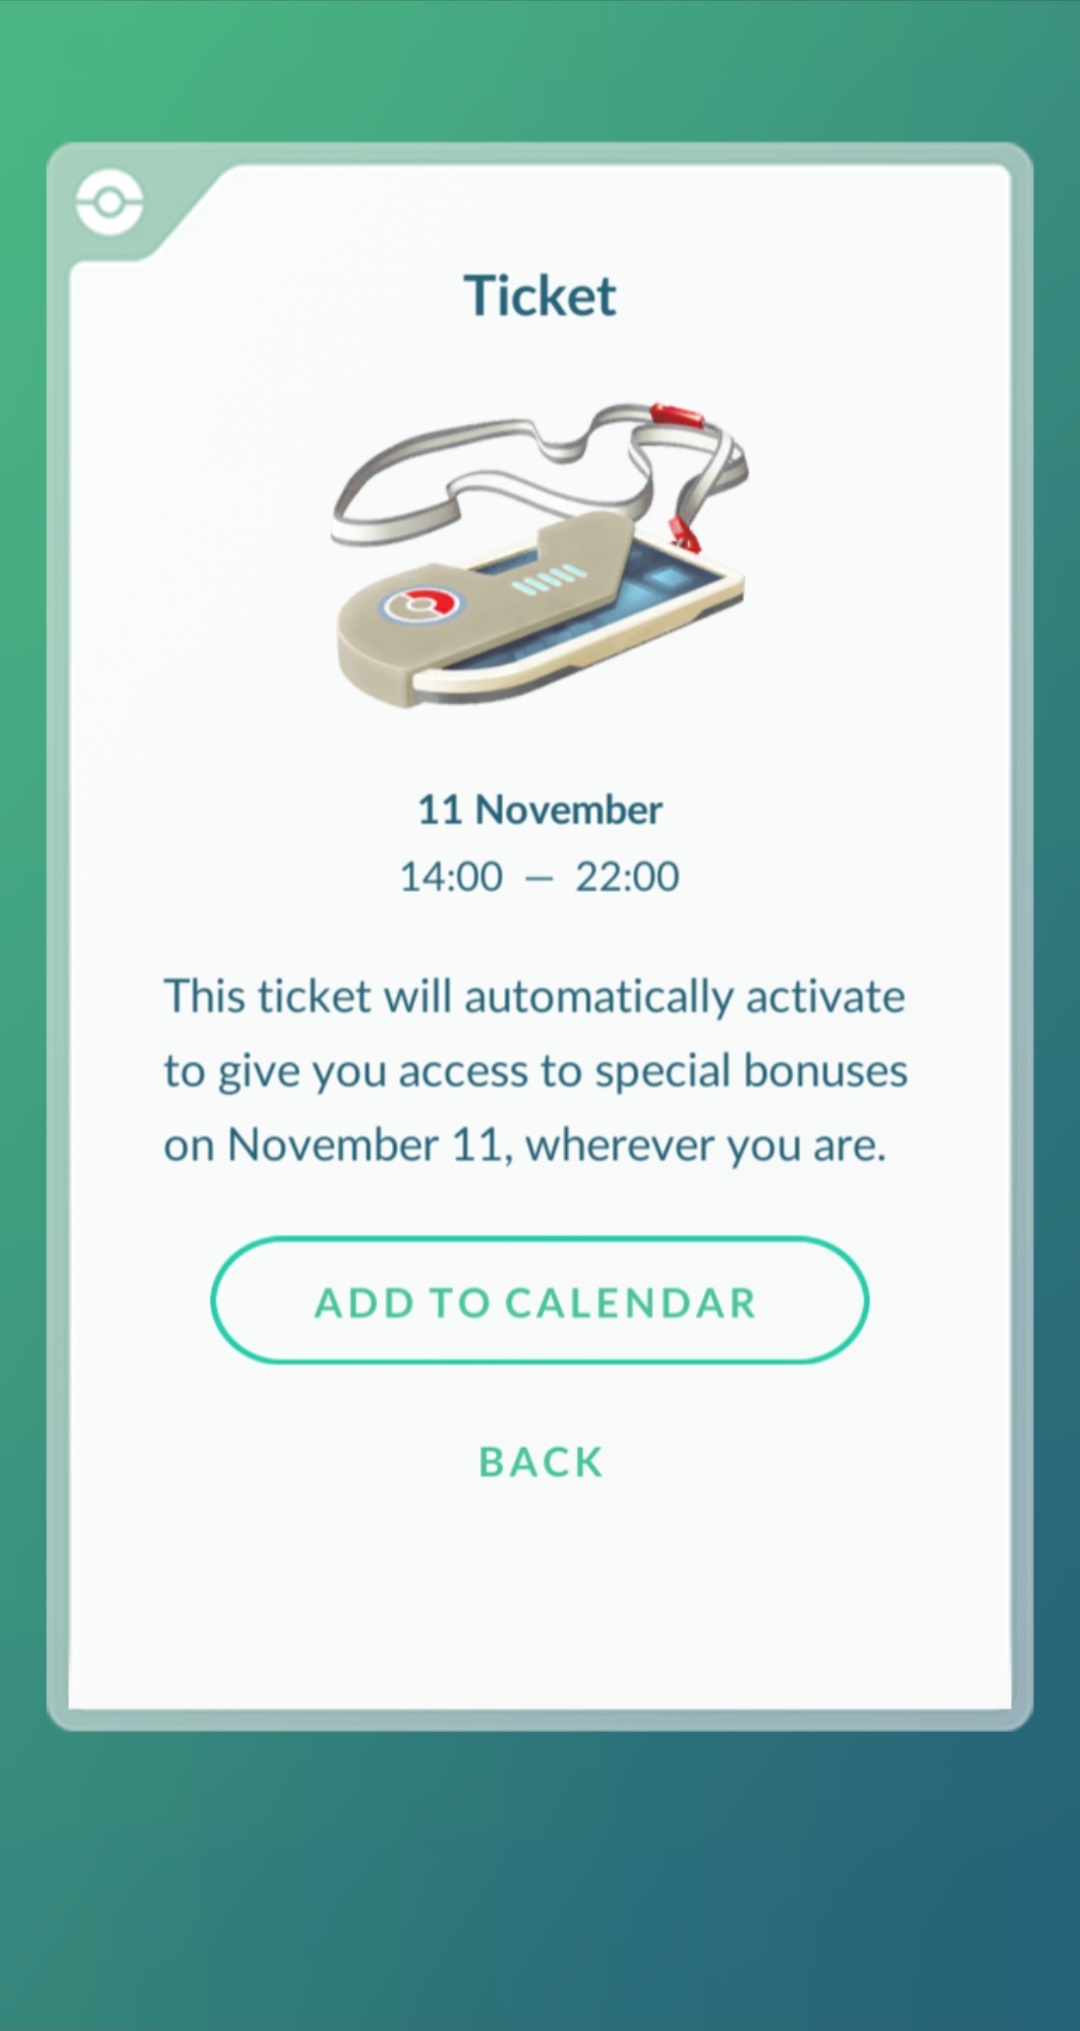 Ticket
11 November
14:00 — 22:00
This ticket will automatically activate
to give you access to special bonuses
on November 11, wherever you are.
ADD TO CALENDAR
BACK